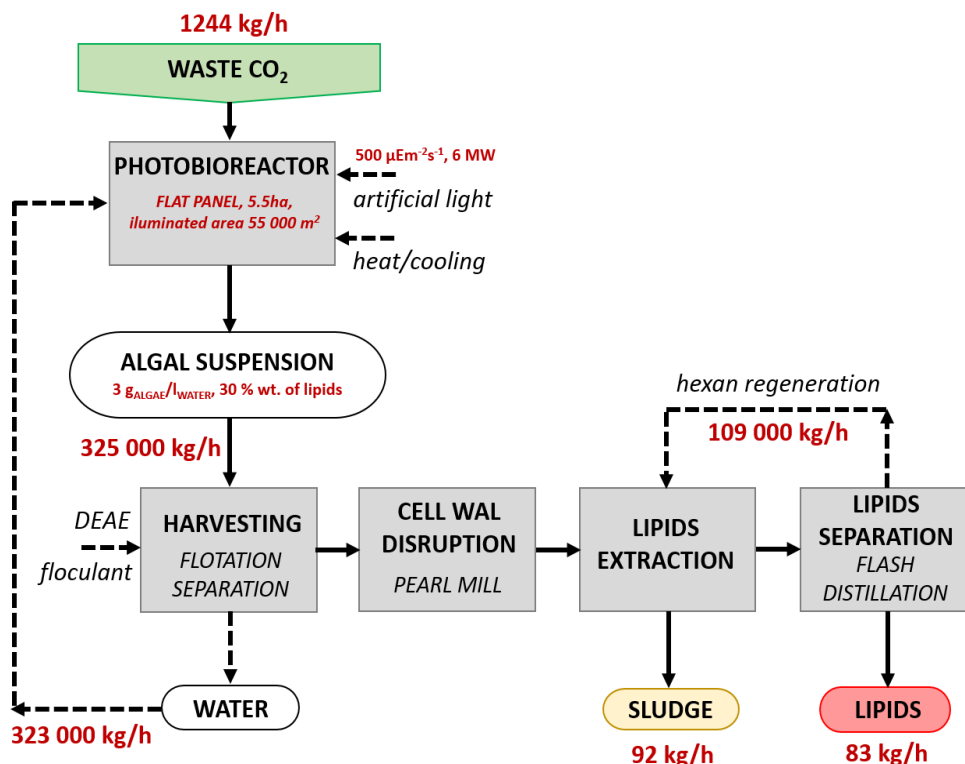 1244 kg/h
WASTE CO₂
PHOTOBIOREACTOR
FLAT PANEL, 5.5ha,
iluminated area 55 000 m²
500 µEm⁻²s⁻¹, 6 MW
artificial light
heat/cooling
ALGAL SUSPENSION
3 gALGAE/lWATER, 30 % wt. of lipids
325 000 kg/h
hexan regeneration
109 000 kg/h
DEAE
floculant
HARVESTING
FLOTATION
SEPARATION
CELL WAL
DISRUPTION
PEARL MILL
LIPIDS
EXTRACTION
LIPIDS
SEPARATION
FLASH
DISTILLATION
WATER
323 000 kg/h
SLUDGE
92 kg/h
LIPIDS
83 kg/h